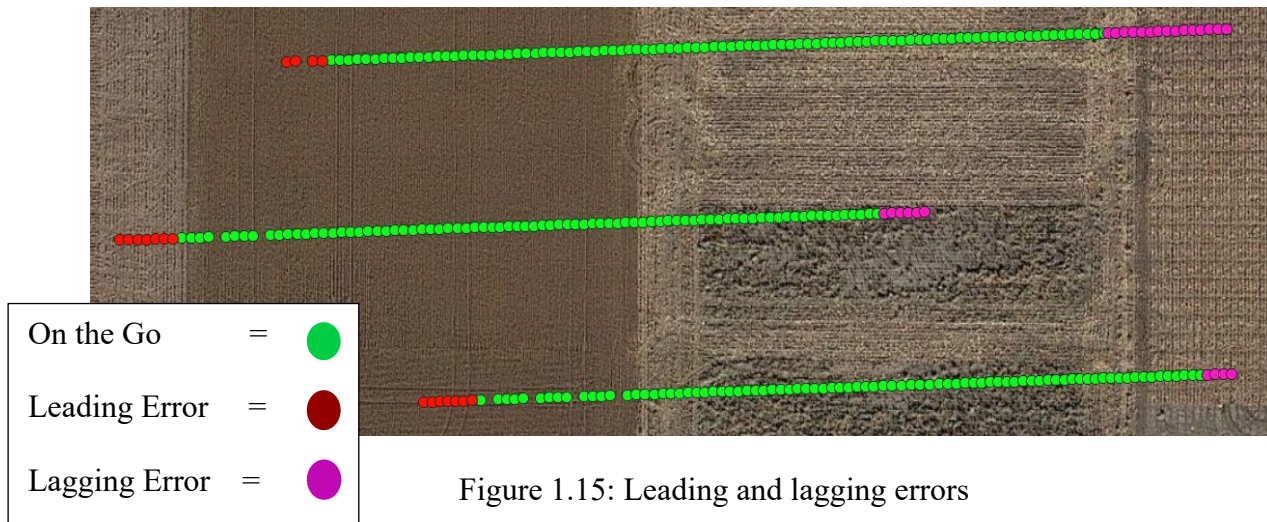 On the Go =
Leading Error =
Lagging Error =
Figure 1.15: Leading and lagging errors